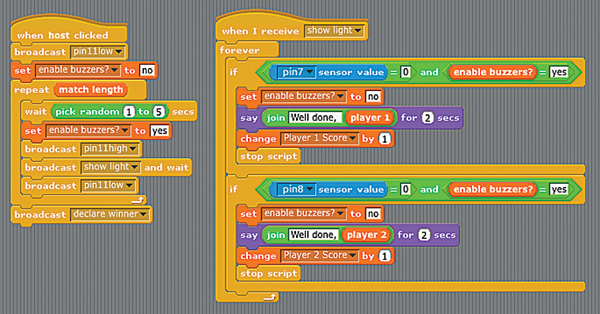 when host clicked
broadcast pin11low
set enable buzzers? to no
repeat match length
wait pick random 1 to 5 secs
set enable buzzers? to yes
broadcast pin11high
broadcast show light and wait
broadcast pin11low
broadcast declare winner
when I receive show light
forever
if pin7 sensor value = 0 and enable buzzers? = yes
set enable buzzers? to no
say join Well done, player 1 for 2 secs
change Player 1 Score by 1
stop script
if pin8 sensor value = 0 and enable buzzers? = yes
set enable buzzers? to no
say join Well done, player 2 for 2 secs
change Player 2 Score by 1
stop script